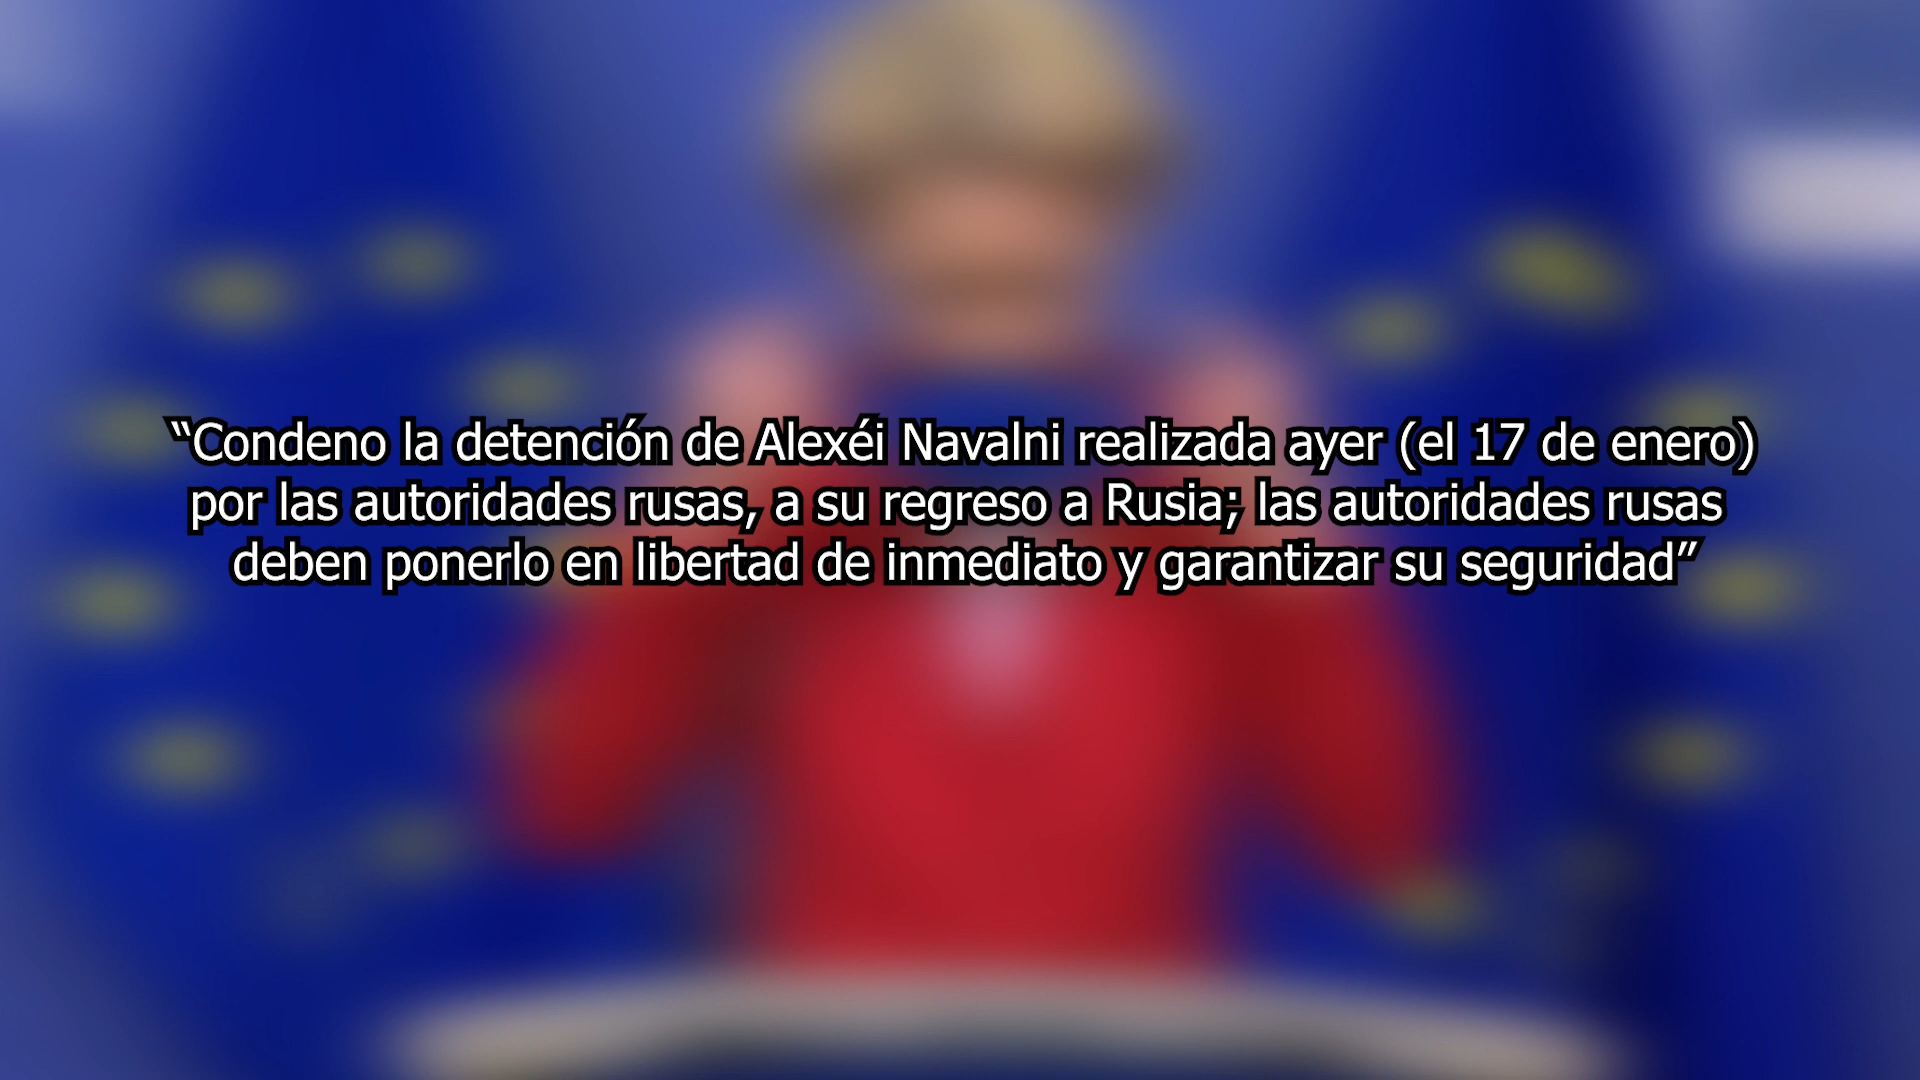 “Condeno la detención de Alexéi Navalni realizada ayer (el 17 de enero)
por las autoridades rusas, a su regreso a Rusia; las autoridades rusas
deben ponerlo en libertad de inmediato y garantizar su seguridad”